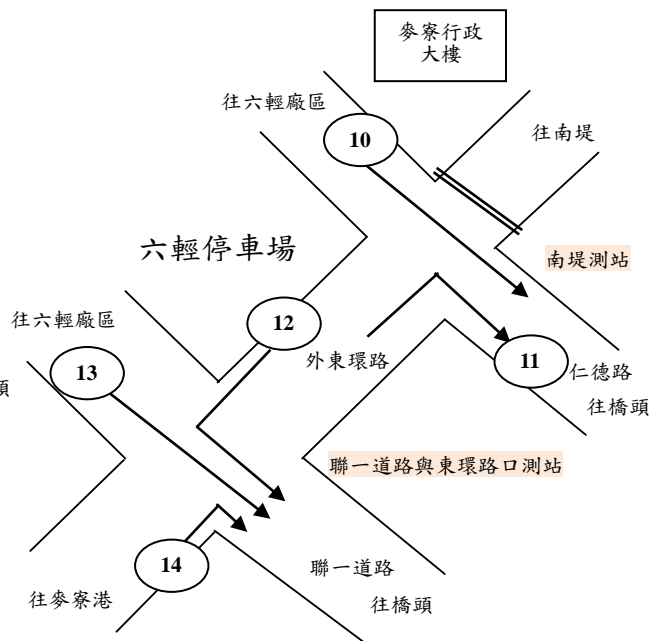 麥寮行政
大樓
往六輕廠區
10
往南堤
六輕停車場
南堤測站
往六輕廠區
12
13
外東環路
11
仁德路
往橋頭
聯一道路與東環路口測站
14
聯一道路
往麥寮港
往橋頭